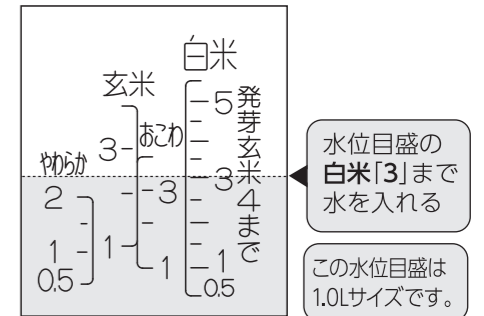 白米
玄米
おこわ
やわらか
5
3
1
0.5
発芽玄米4まで
3
1
3
1
2
1
0.5
水位目盛の
白米「3」まで
水を入れる
この水位目盛は
1.0Lサイズです。